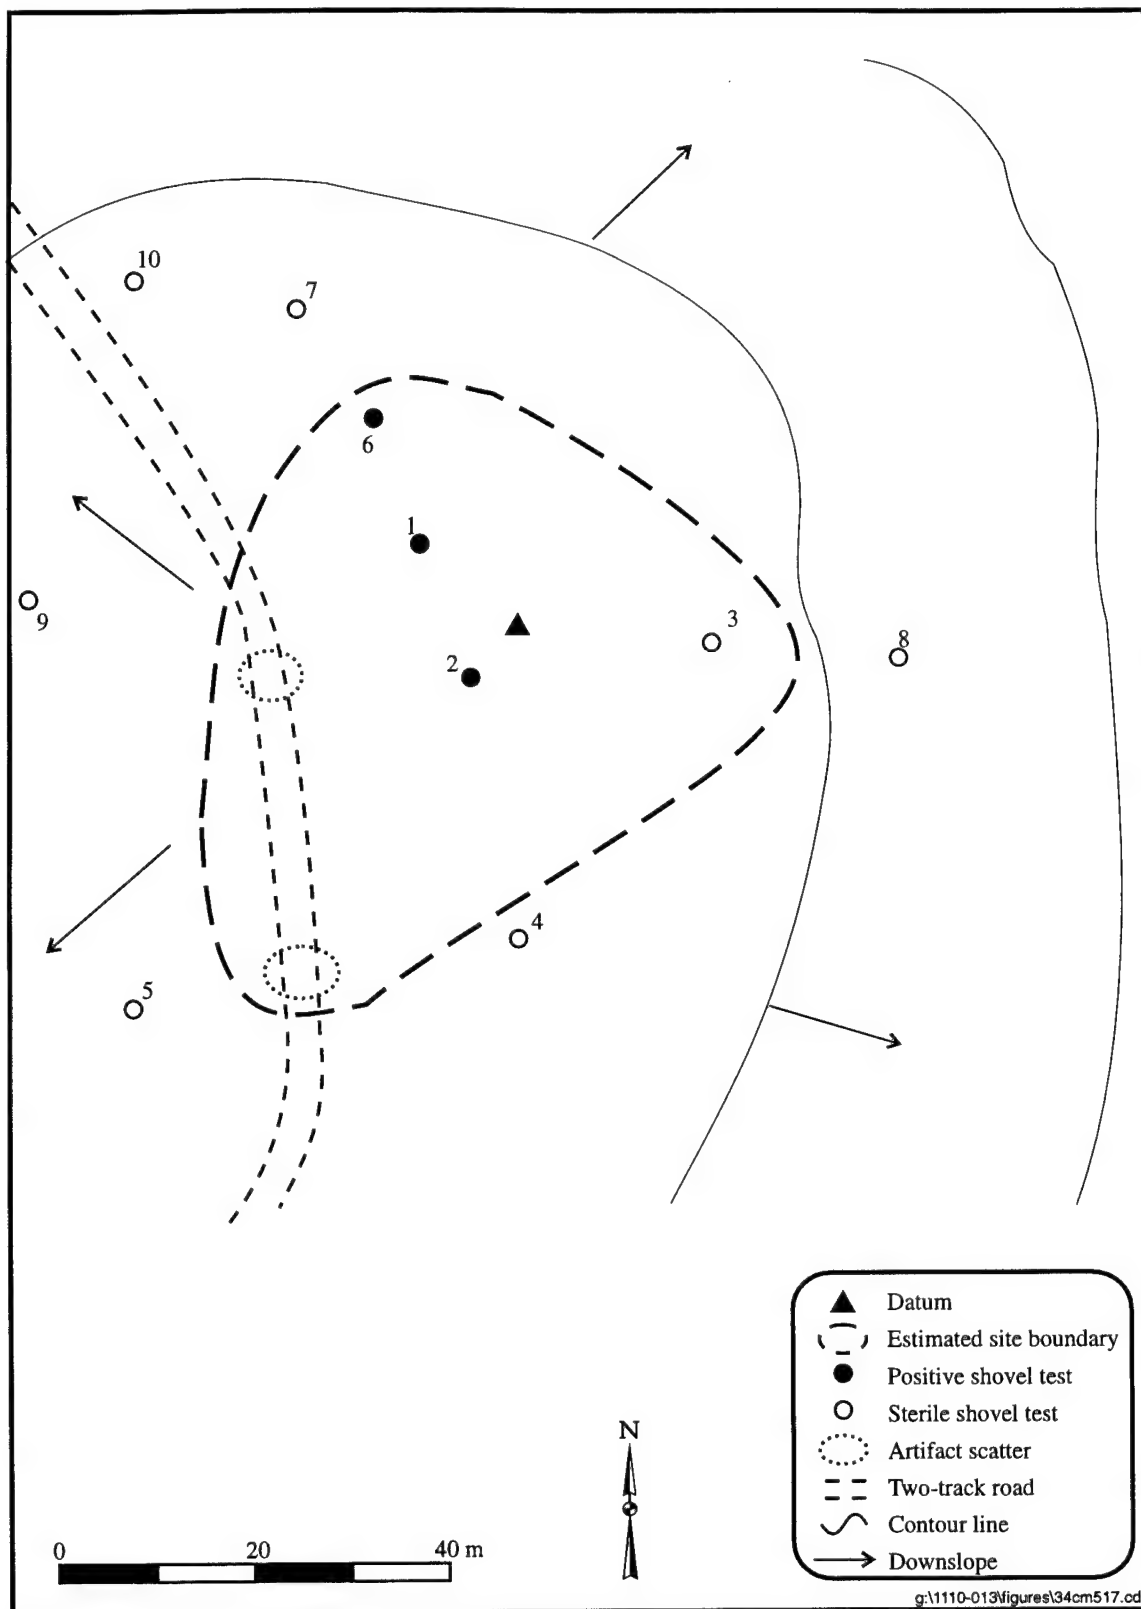 10
7
6
1
9
3
8
2
4
5
Datum
Estimated site boundary
Positive shovel test
Sterile shovel test
Artifact scatter
Two-track road
Contour line
Downslope
N
0 20 40 m
g:\1110-013\figures\34cm517.cd